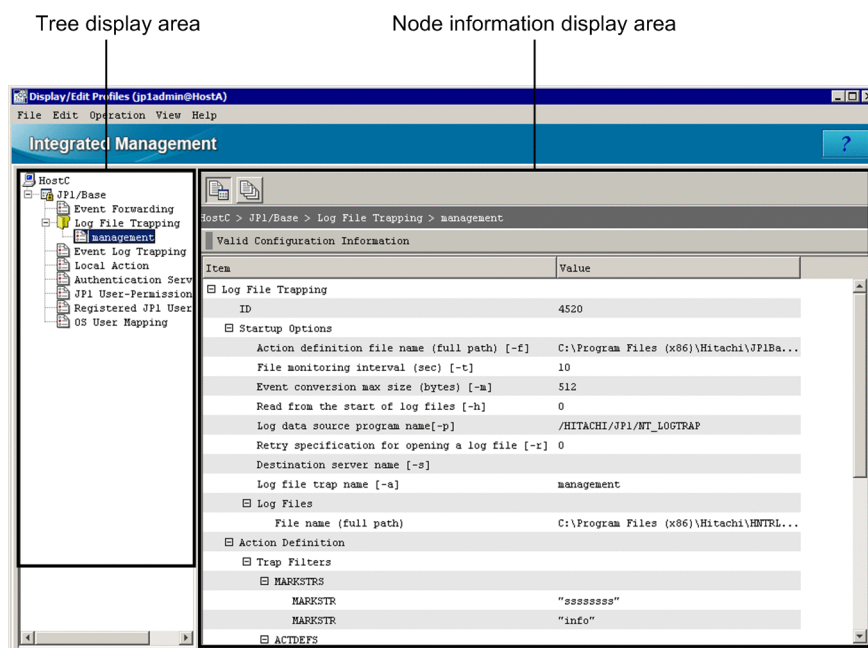 Tree display area
Node information display area
Display/Edit Profiles (jp1admin@HostA)
File Edit Operation View Help
Integrated Management
?
HostC
JP1/Base
Event Forwarding
Log File Trapping
management
Event Log Trapping
Local Action
Authentication Serv
JP1 User-Permission
Registered JP1 User
OS User Mapping
HostC > JP1/Base > Log File Trapping > management
Valid Configuration Information
Item Value
Log File Trapping
ID 4520
Startup Options
Action definition file name (full path) [-f] C:\Program Files (x86)\Hitachi\JP1Ba...
File monitoring interval (sec) [-t] 10
Event conversion max size (bytes) [-m] 512
Read from the start of log files [-h] 0
Log data source program name[-p] /HITACHI/JP1/NT_LOGTRAP
Retry specification for opening a log file [-r] 0
Destination server name [-s]
Log file trap name [-a] management
Log Files
File name (full path) C:\Program Files (x86)\Hitachi\HNTRL...
Action Definition
Trap Filters
MARKSTRS
MARKSTR "ssssssss"
MARKSTR "info"
ACTDEFS